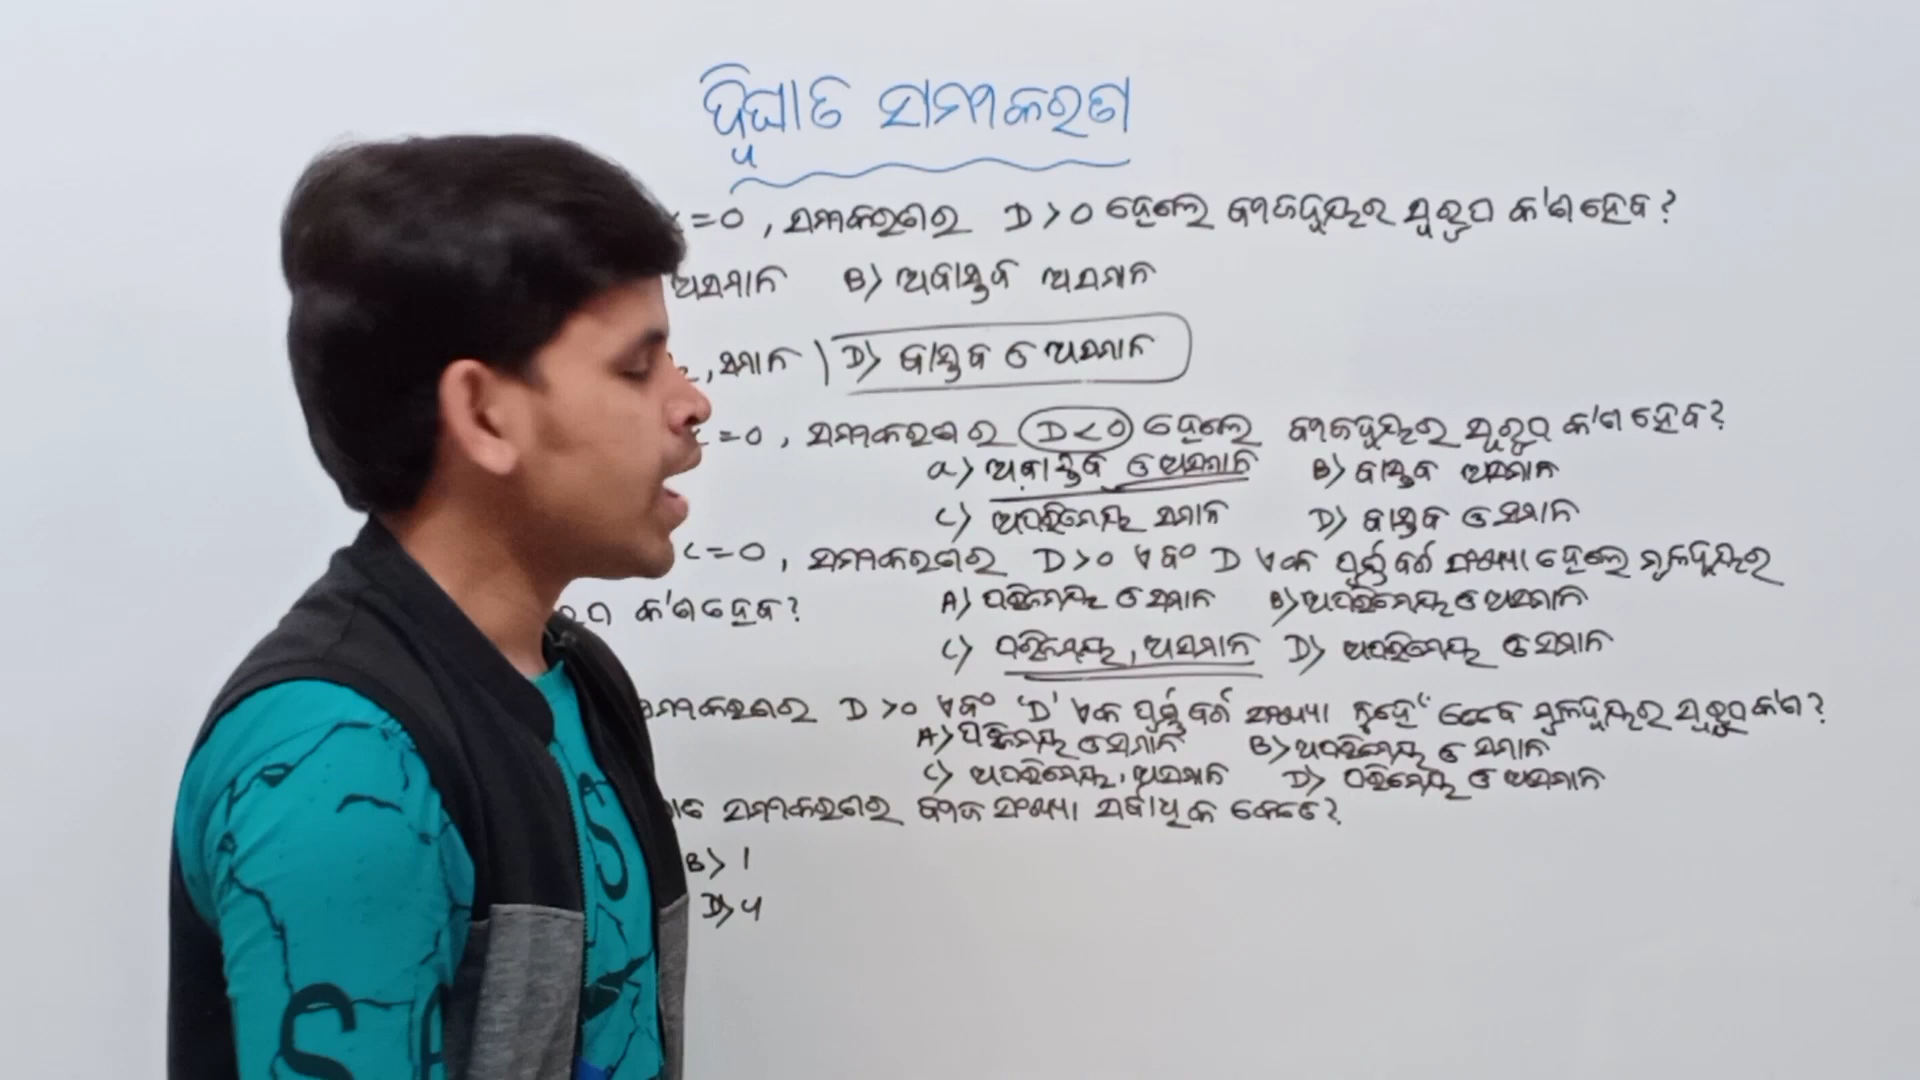 ଦ୍ୱିଘାତ ସମୀକରଣ
c=0 , ସମୀକରଣର D>0 ହେଲେ ବୀଜଦ୍ୱୟର ସ୍ୱରୂପ କ'ଣ ହେବ?
ଅସମାନ B) ଅବାସ୍ତବ ଅସମାନ
, ସମାନ D) ବାସ୍ତବ ଓ ଅସମାନ
c=0 , ସମୀକରଣର D<0 ହେଲେ ବୀଜଦ୍ୱୟର ସ୍ୱରୂପ କ'ଣ ହେବ?
a) ଅବାସ୍ତବ ଓ ଅସମାନ B) ବାସ୍ତବ ଅସମାନ
C) ଅପରିମେୟ ସମାନ D) ବାସ୍ତବ ଓ ସମାନ
c=0 , ସମୀକରଣର D>0 ଏବଂ D ଏକ ପୂର୍ଣ୍ଣବର୍ଗ ସଂଖ୍ୟା ହେଲେ ମୂଳଦ୍ୱୟର
ରୂପ କ'ଣ ହେବ? A) ପରିମେୟ ଓ ସମାନ B) ଅପରିମେୟ ଓ ଅସମାନ
C) ପରିମେୟ, ଅସମାନ D) ଅପରିମେୟ ଓ ସମାନ
ସମୀକରଣର D>0 ଏବଂ 'D' ଏକ ପୂର୍ଣ୍ଣ ବର୍ଗ ସଂଖ୍ୟା ନୁହେଁ ତେବେ ମୂଳଦ୍ୱୟର ସ୍ୱରୂପ କ'ଣ?
A) ପରିମେୟ ଓ ସମାନ B) ଅପରିମେୟ ଓ ସମାନ
C) ଅପରିମେୟ, ଅସମାନ D) ପରିମେୟ ଓ ଅସମାନ
ଘାତ ସମୀକରଣର ବୀଜ ସଂଖ୍ୟା ସର୍ବାଧିକ କେତେ?
B) 1
D) 4